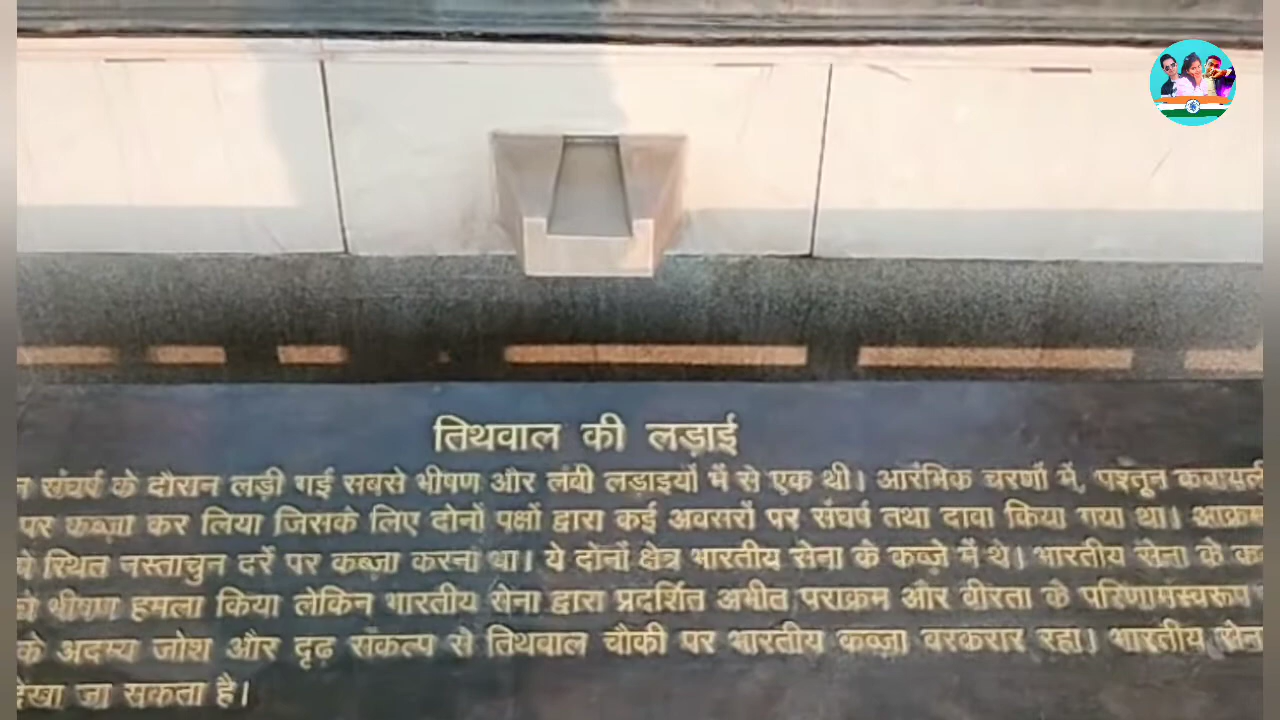 तिथवाल की लड़ाई
संघर्ष के दौरान लड़ी गई सबसे भीषण और लंबी लडाइयों में से एक थी। आरंभिक चरणों में, पश्तून
पर कब्ज़ा कर लिया जिसके लिए दोनों पक्षों द्वारा कई अवसरों पर संघर्ष तथा दावा किया गया था।
स्थित नस्ताचुन दर्रे पर कब्ज़ा करना था। ये दोनों क्षेत्र भारतीय सेना के कब्ज़े में थे। भारतीय सेना के
भीषण हमला किया लेकिन भारतीय सेना द्वारा प्रदर्शित अभीत पराक्रम और वीरता के परिणामस्वरूप
के अदम्य जोश और दृढ़ संकल्प से तिथवाल चौकी पर भारतीय कब्ज़ा बरकरार रहा। भारतीय
जा सकता है।